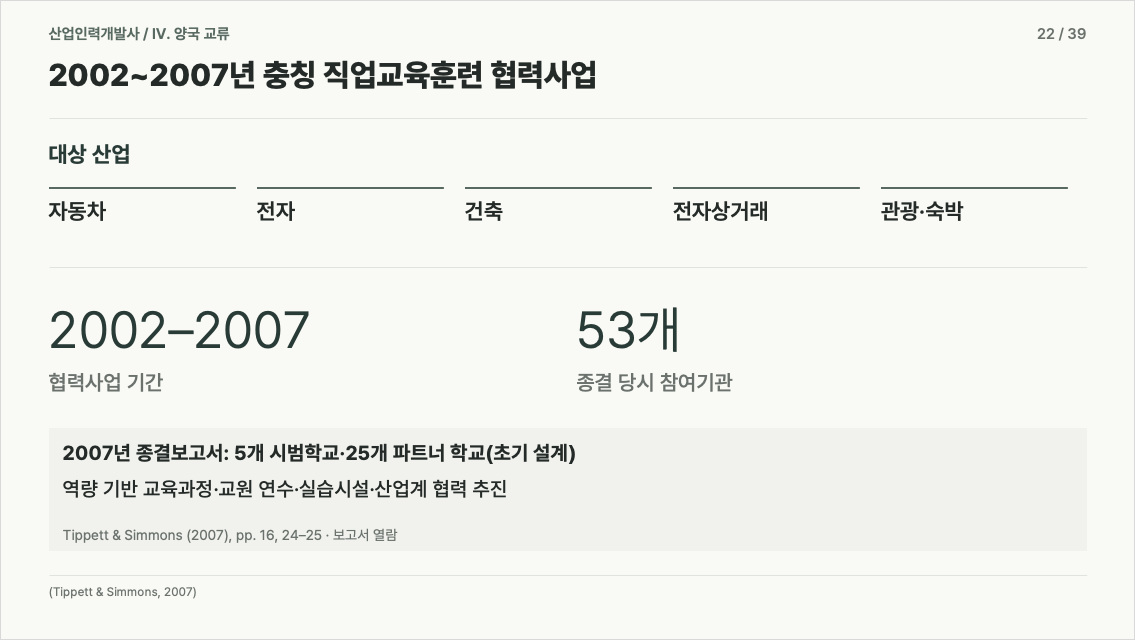 산업인력개발사 / Ⅳ. 양국 교류
22 / 39
2002~2007년 충칭 직업교육훈련 협력사업
대상 산업
자동차
전자
건축
전자상거래
관광·숙박
2002–2007
53개
협력사업 기간
종결 당시 참여기관
2007년 종결보고서: 5개 시범학교·25개 파트너 학교(초기 설계)
역량 기반 교육과정·교원 연수·실습시설·산업계 협력 추진
Tippett & Simmons (2007), pp. 16, 24–25 · 보고서 열람
(Tippett & Simmons, 2007)